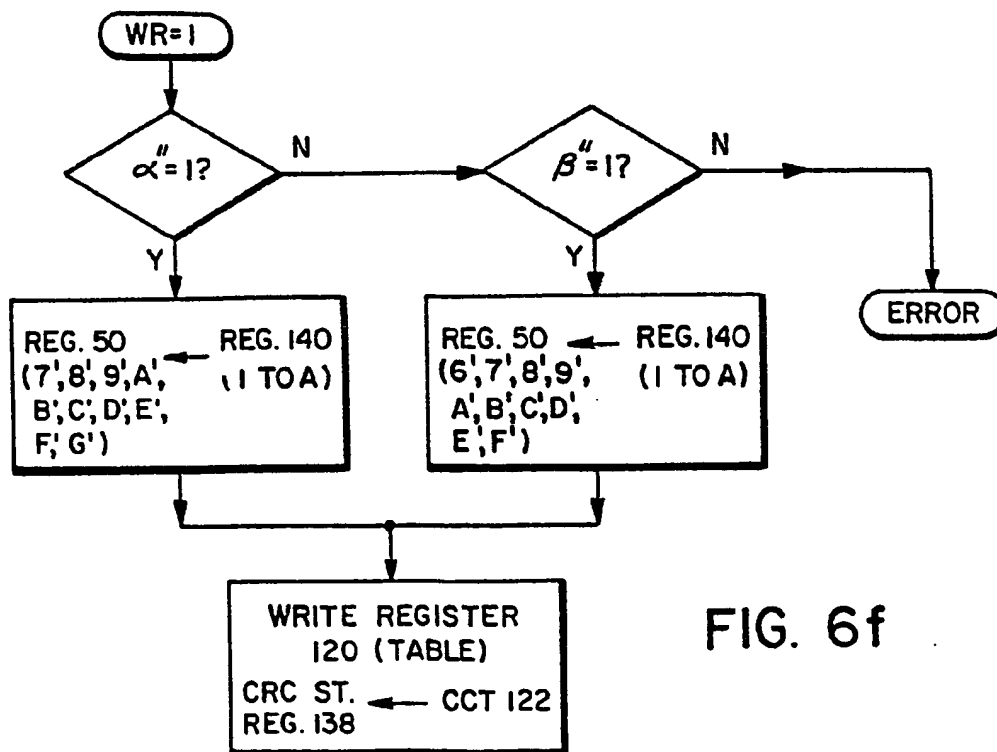 WR=1
α"=1?
N
β"=1?
N
Y
Y
ERROR
REG. 50 ← REG. 140
(7',8',9',A', (1 TO A)
B',C',D',E',
F',G')
REG. 50 ← REG. 140
(6',7',8',9', (1 TO A)
A',B',C',D',
E',F')
WRITE REGISTER
120 (TABLE)
CRC ST. ← CCT 122
REG. 138
FIG. 6f